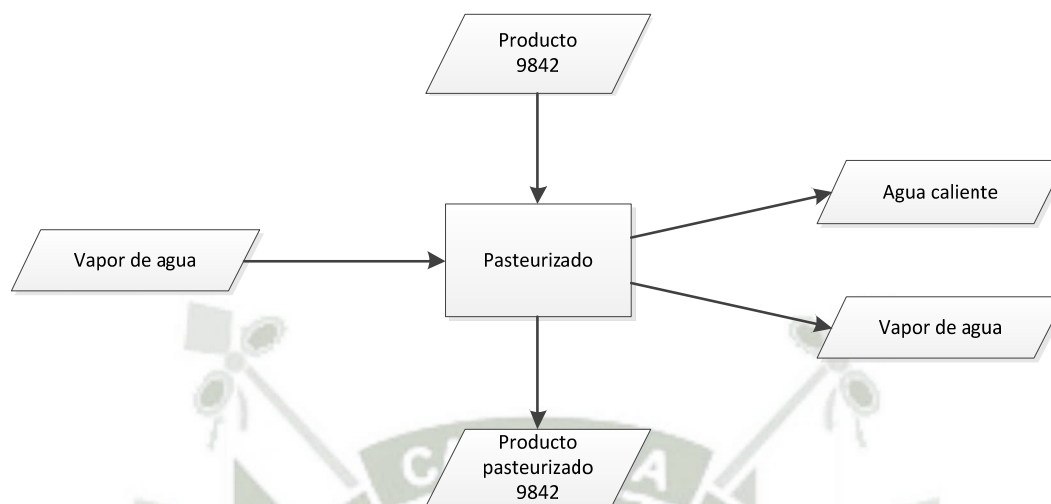 Producto
9842
Agua caliente
Vapor de agua
Pasteurizado
Vapor de agua
Producto
pasteurizado
9842